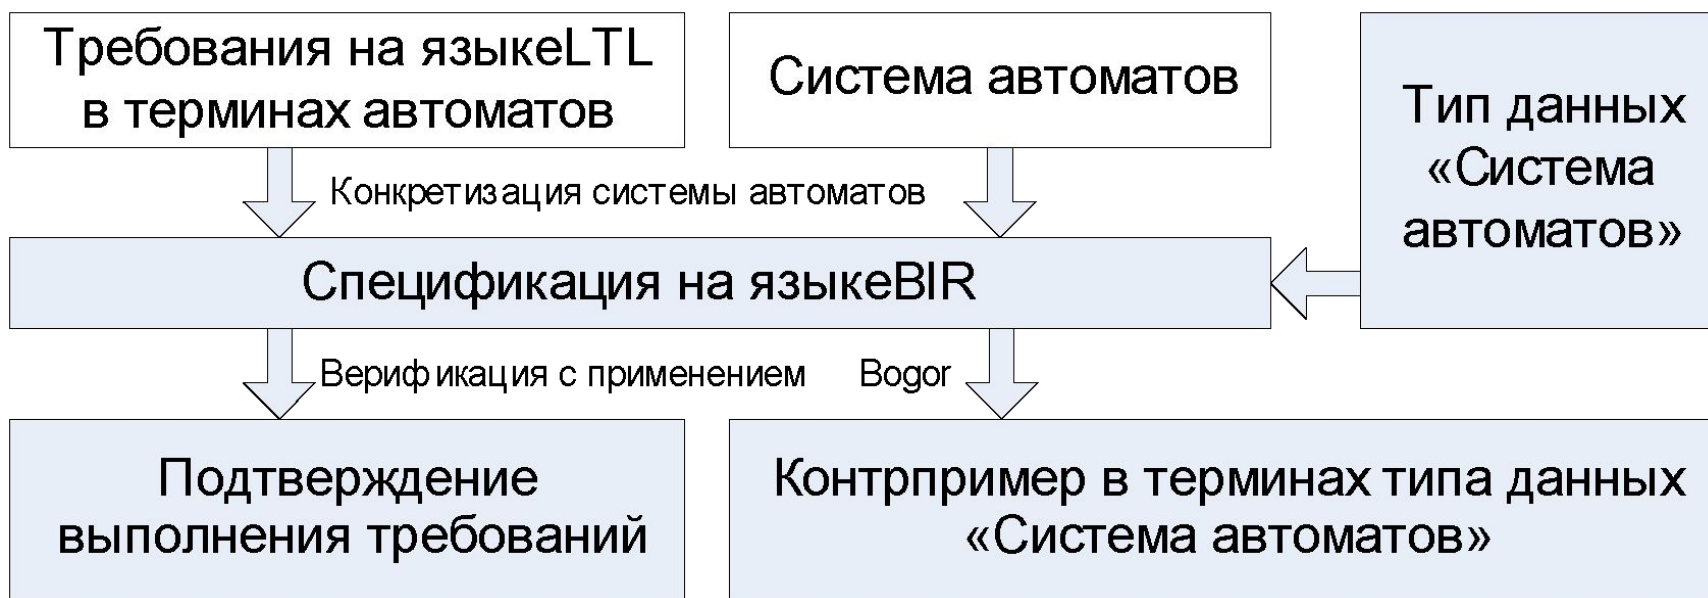 Требования на языкеLTL
в терминах автоматов
Система автоматов
Тип данных
«Система
автоматов»
Конкретизация системы автоматов
Спецификация на языкеBIR
Верификация с применением Bogor
Подтверждение
выполнения требований
Контрпример в терминах типа данных
«Система автоматов»